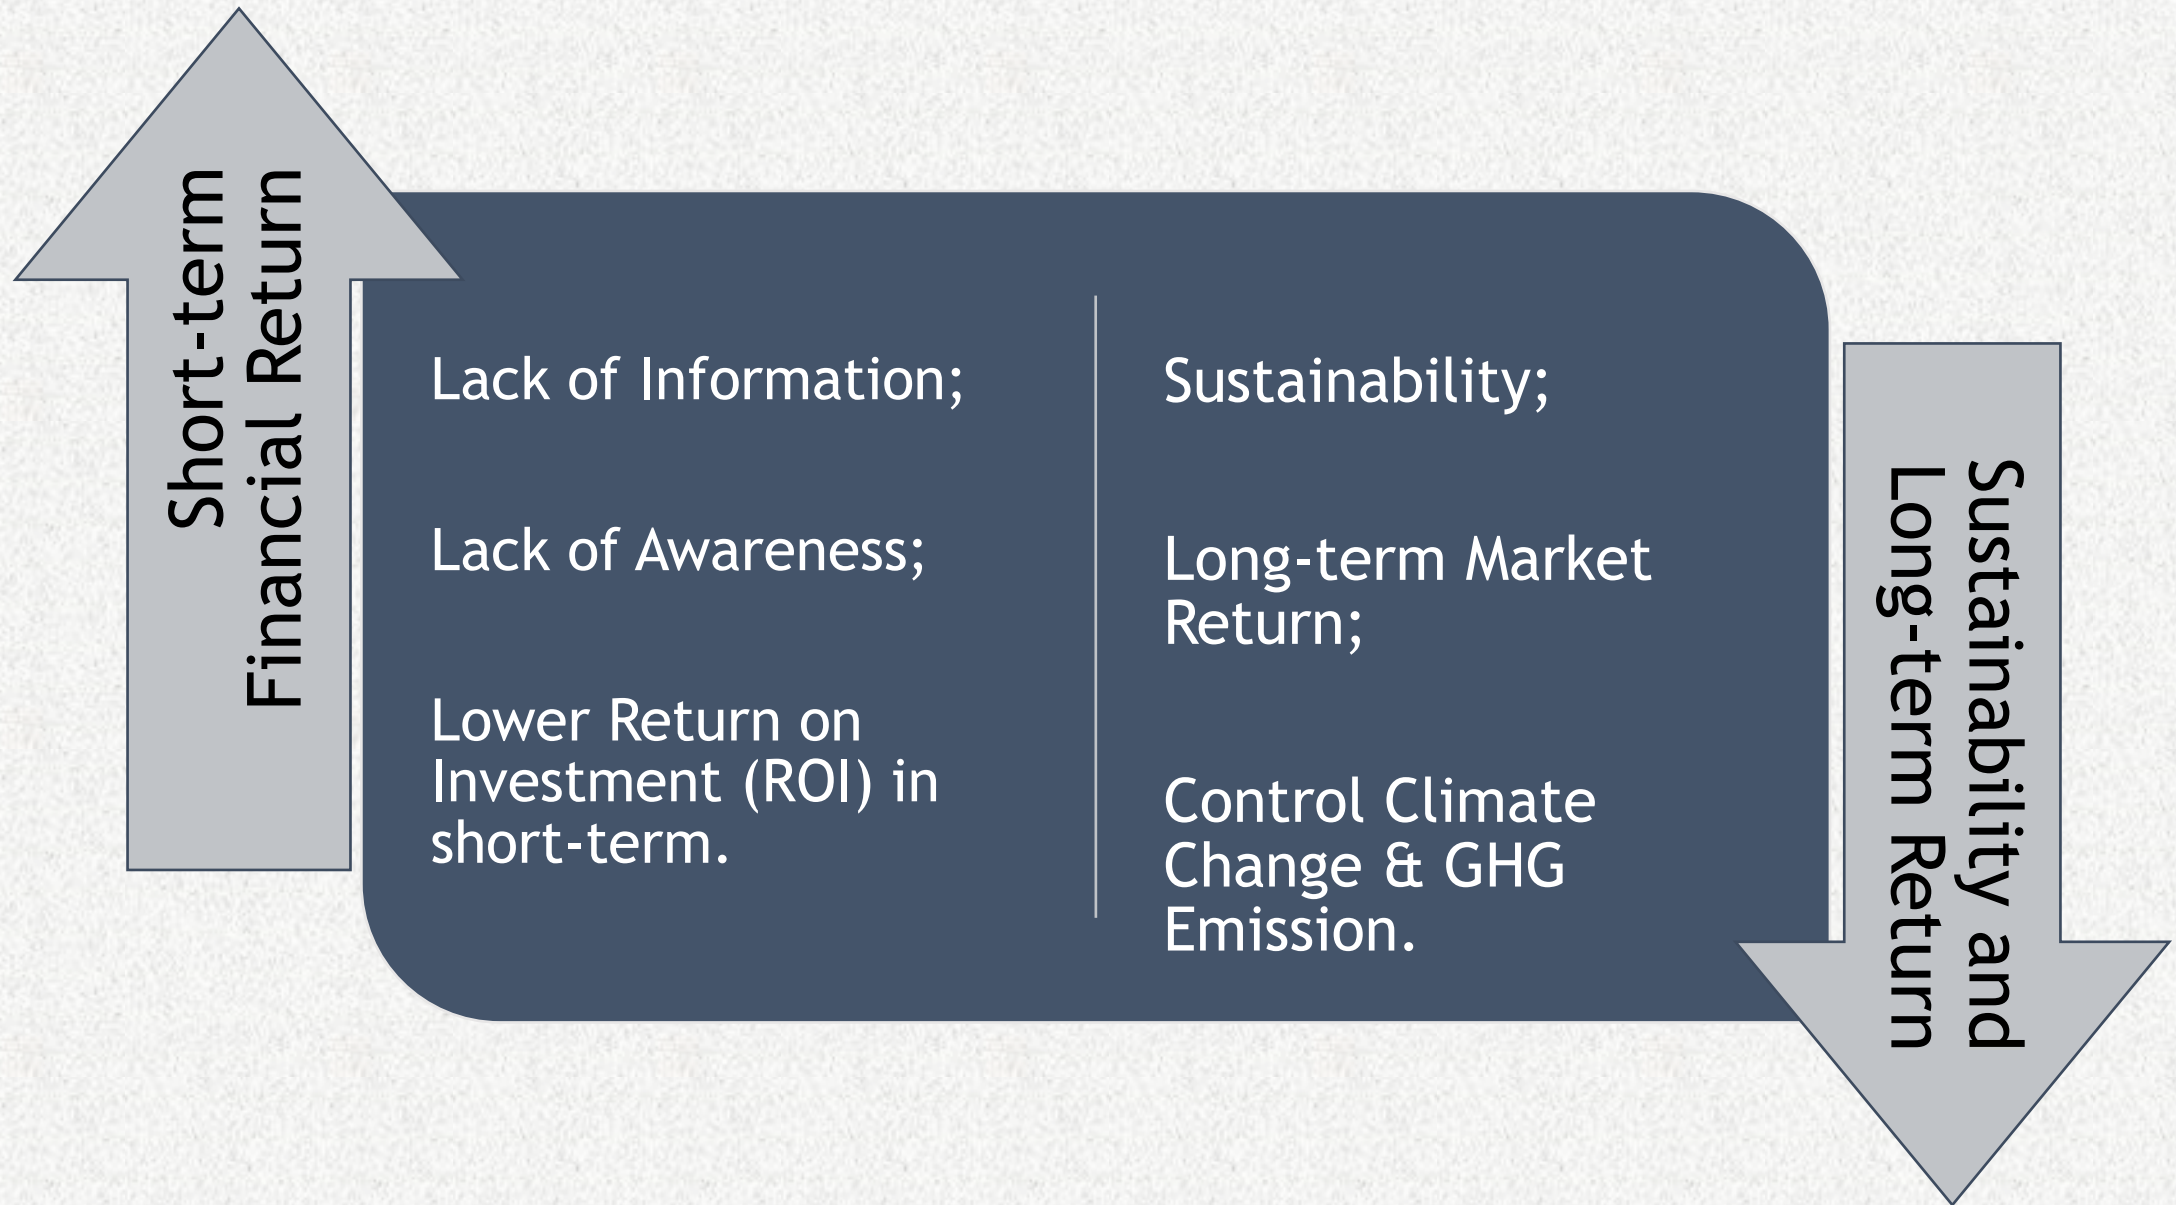 Short-term
Financial Return
Lack of Information;
Lack of Awareness;
Lower Return on
Investment (ROI) in
short-term.
Sustainability;
Long-term Market
Return;
Control Climate
Change & GHG
Emission.
Sustainability and
Long-term Return